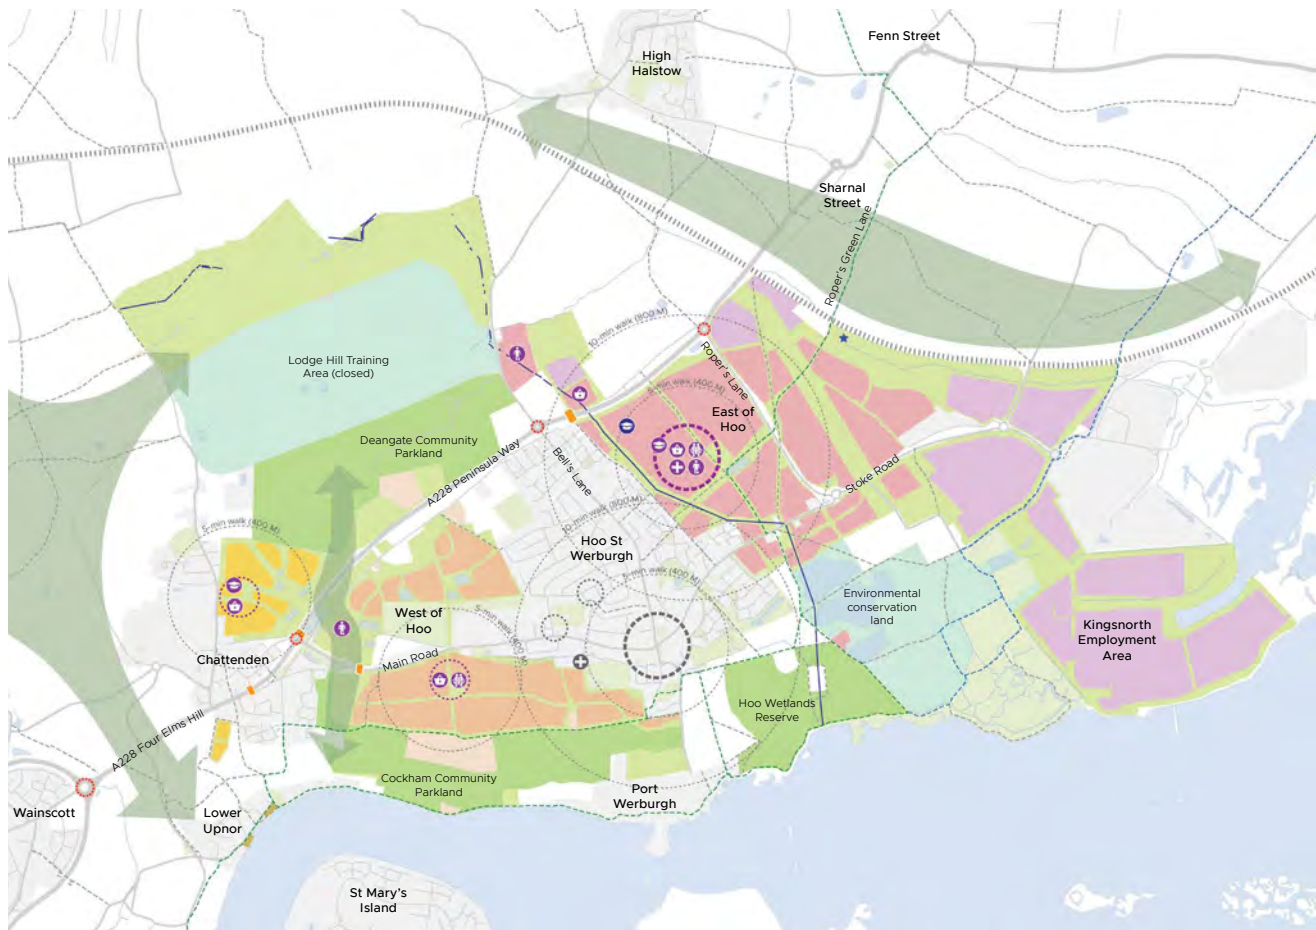 Fenn Street
High
Halstow
Sharnal
Street
Roper's Green Lane
10-min walk (800 M)
Lodge Hill Training
Area (closed)
Roper's Lane
5-min walk (400 M)
East of
Hoo
Deangate Community
Parkland
A228 Peninsula Way
Bell's Lane
Stoke Road
10-min walk (800 M)
5-min walk (400 M)
Hoo St
Werburgh
5-min walk (400 M)
Environmental
conservation
land
West of
Hoo
5-min walk (400 M)
Kingsnorth
Employment
Area
Chattenden
Main Road
Hoo Wetlands
Reserve
A228 Four Elms Hill
Cockham Community
Parkland
Port
Werburgh
Wainscott
Lower
Upnor
St Mary's
Island